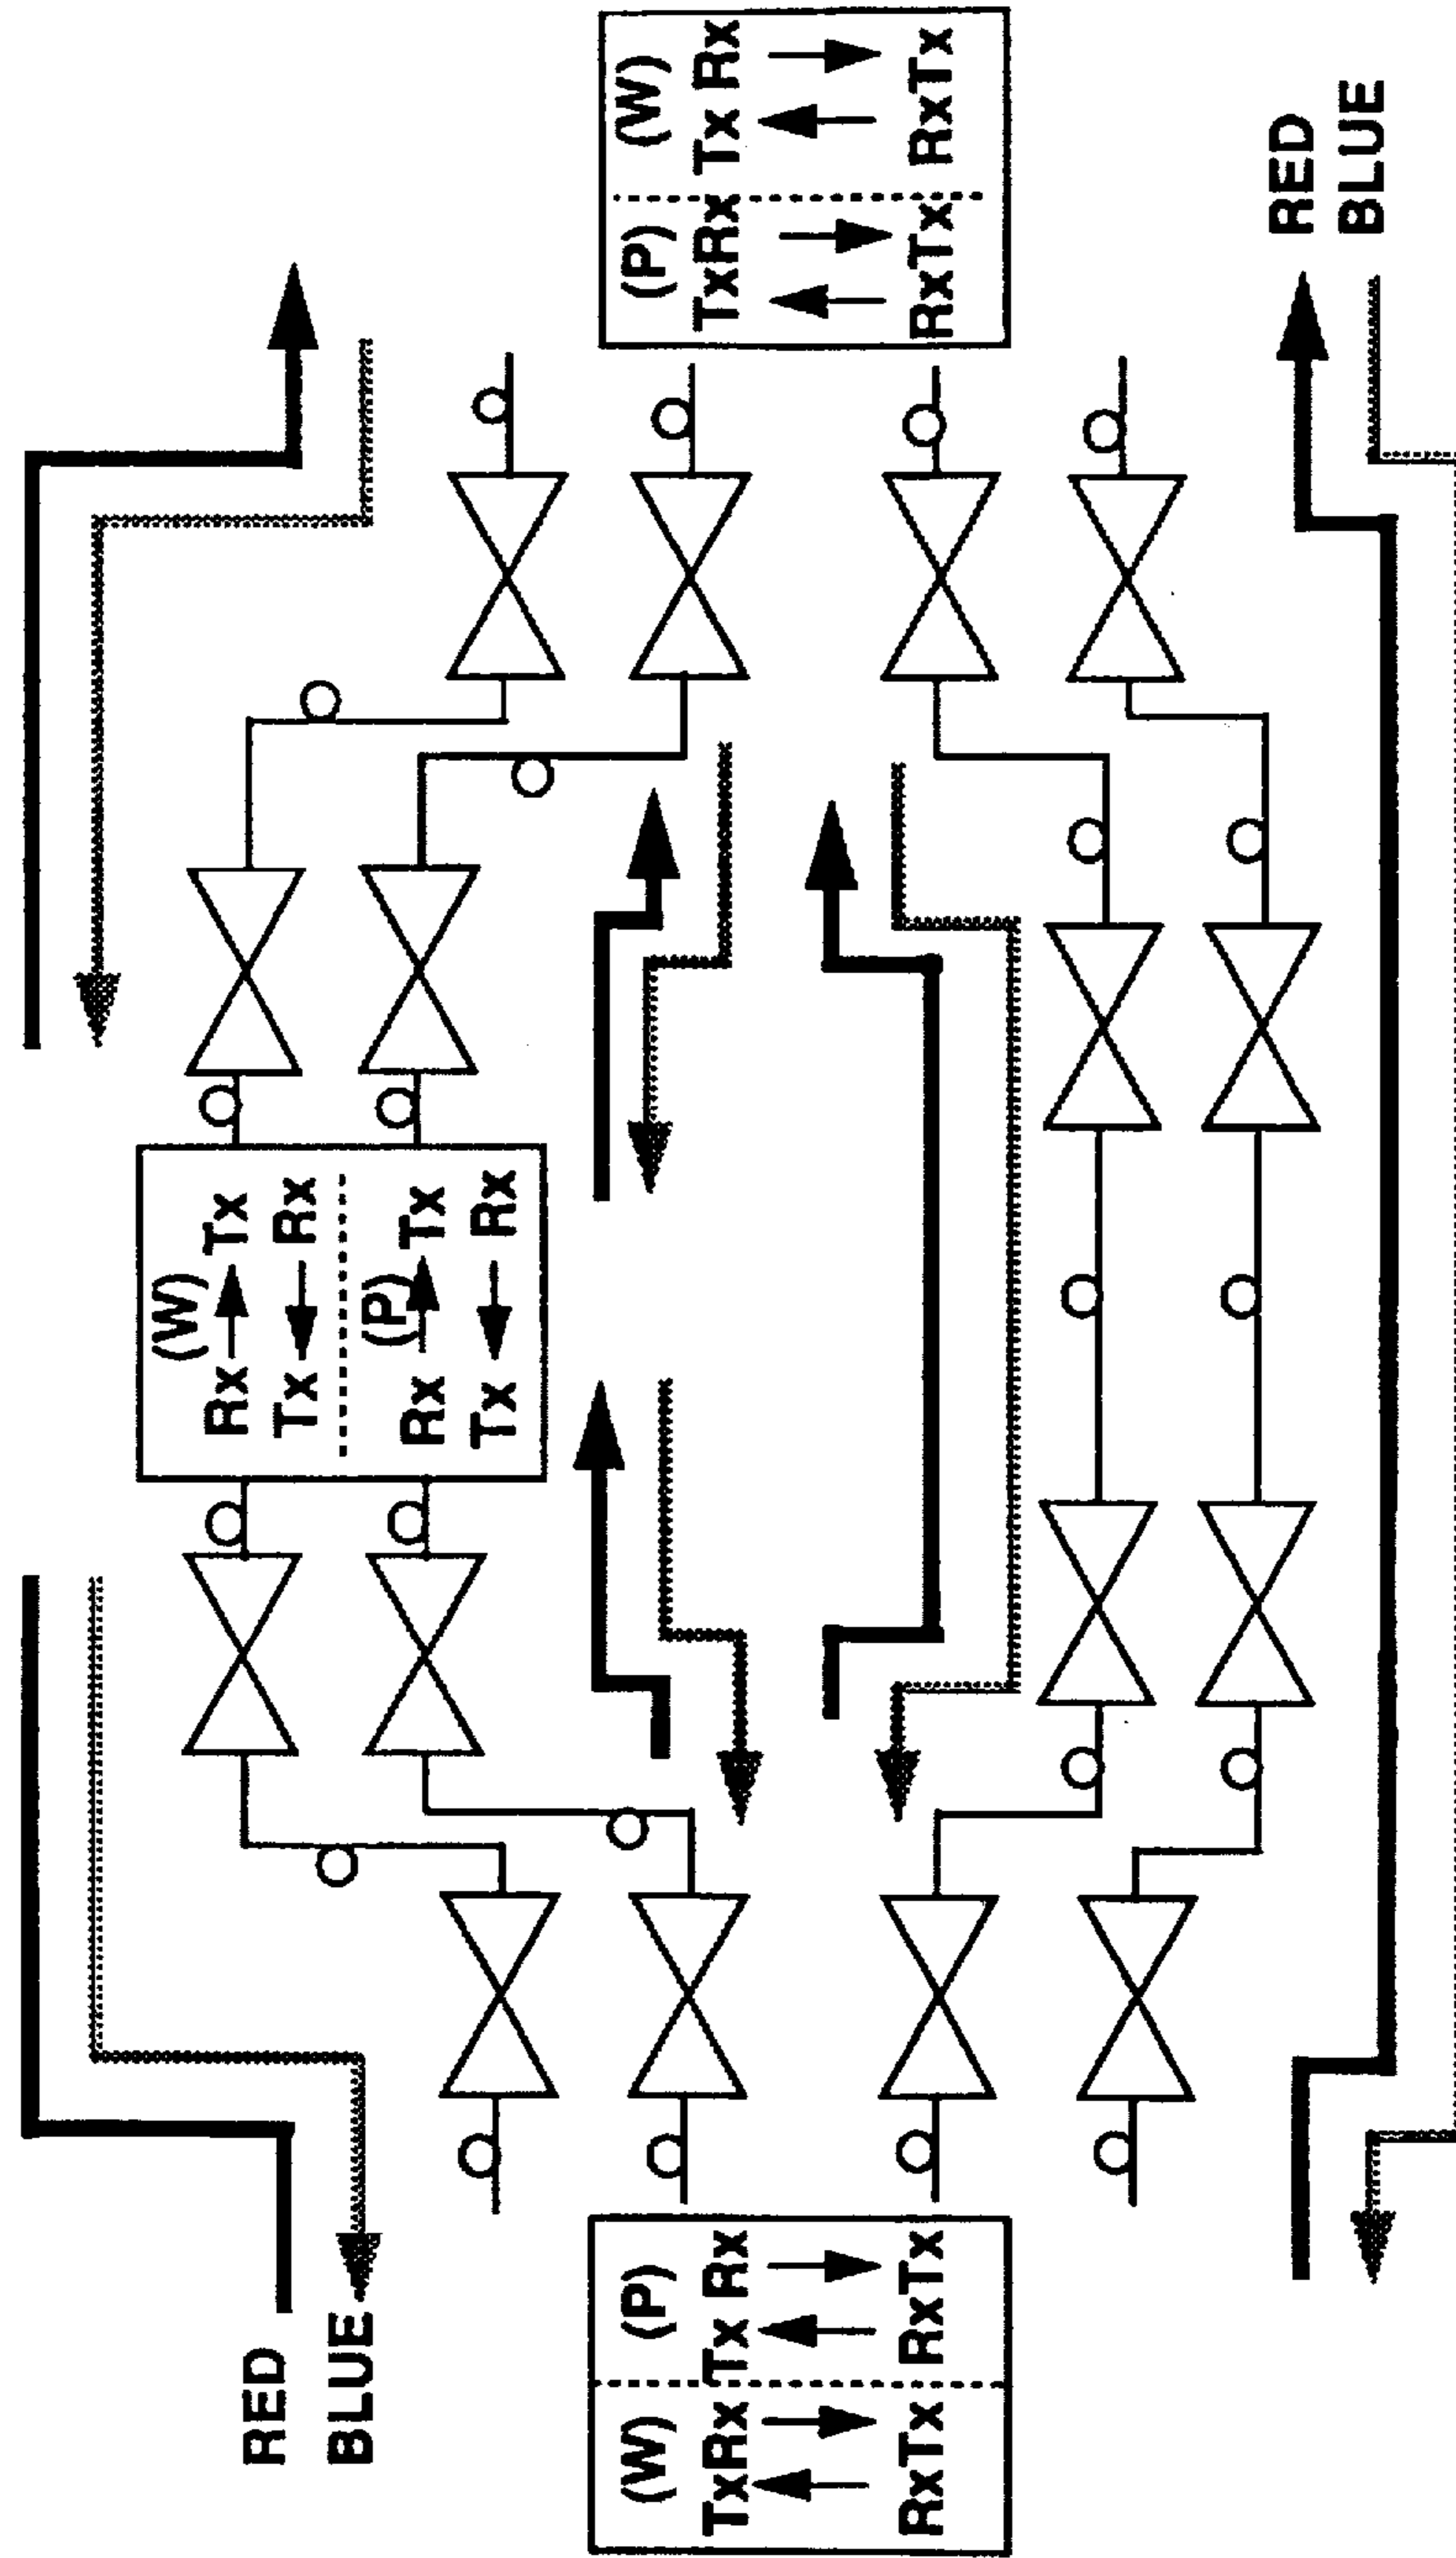 (W)
Rx Tx
Tx Rx
(P)
Rx Tx
Tx Rx
RED
BLUE
(W) (P)
TxRx Tx Rx
RxTx RxTx
(P) (W)
TxRx Tx Rx
RxTx RxTx
RED
BLUE